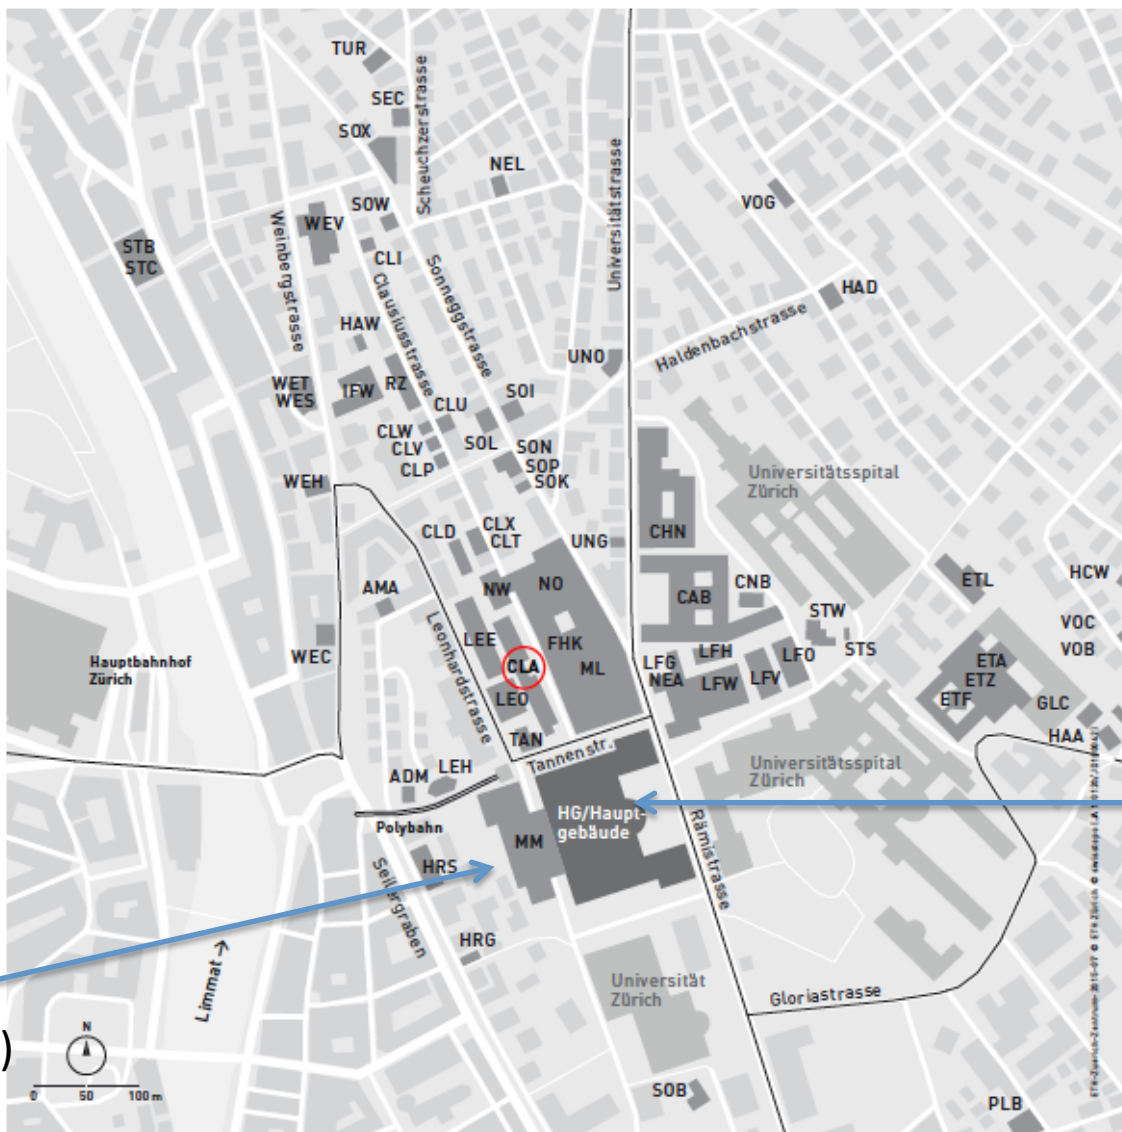 TUR
SEC
SOX
Scheuchzerstrasse
NEL
Universitätstrasse
VOG
SOW
WEV
Weinbergstrasse
STB
STC
CLI
Clausiusstrasse
Sonneggstrasse
HAD
Haldenbachstrasse
HAW
UNO
WET
WES
IFW
RZ
CLU
SOI
CLW
CLV
CLP
SOL
SON
SOP
SOK
Universitätsspital
Zürich
WEH
CLD
CLX
CLT
UNG
CHN
AMA
NW
NO
CAB
CNB
ETL
HCW
STW
VOC
VOB
Leonhardstrasse
LEE
FHK
CLA
ML
WEC
Hauptbahnhof
Zürich
LFG
NEA
LFH
LFW
LFV
LFO
STS
ETA
ETZ
ETF
GLC
HAA
LEO
TAN
Tannenstr.
Universitätsspital
Zürich
ADM
LEH
Polybahn
HG/Haupt-
gebäude
MM
Rämistrasse
HRS
Seilergraben
HRG
Limmat
Universität
Zürich
Gloriastrasse
N
)
0 50 100 m
SOB
PLB